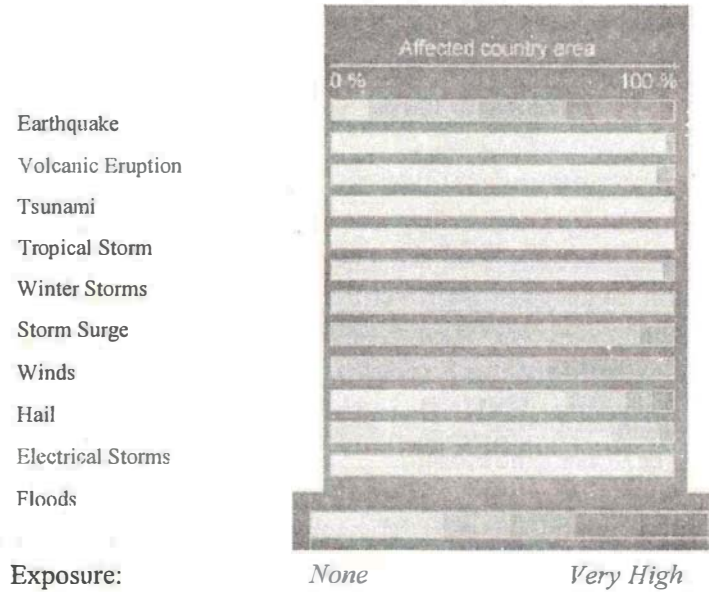 Affected country area
0 % 100 %
Earthquake
Volcanic Eruption
Tsunami
Tropical Storm
Winter Storms
Storm Surge
Winds
Hail
Electrical Storms
Floods
Exposure: None Very High